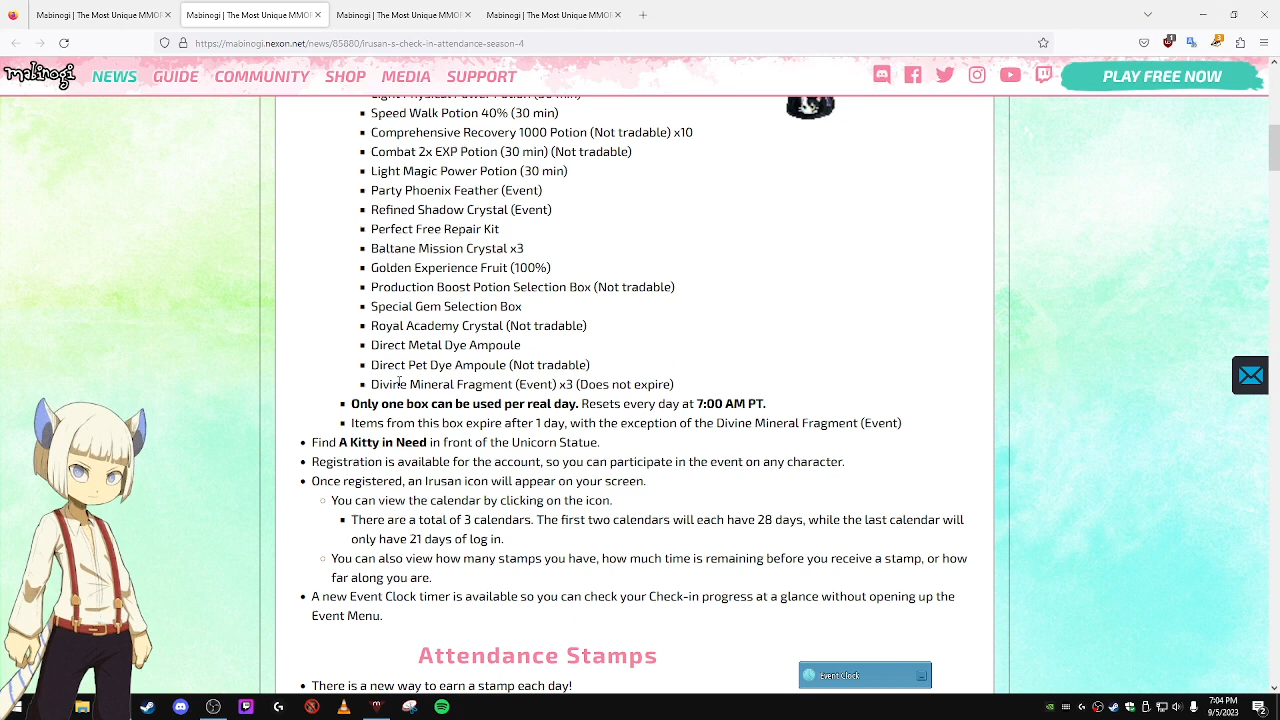 Mabinogi | The Most Unique MMOR
Mabinogi | The Most Unique MMOF
Mabinogi | The Most Unique MMOF
Mabinogi | The Most Unique MMOR
https://mabinogi.nexon.net/news/85880/irusan-s-check-in-attendance-season-4
mabinogi NEWS GUIDE COMMUNITY SHOP MEDIA SUPPORT PLAY FREE NOW
Light Physical Power Potion (30 min)
Speed Walk Potion 40% (30 min)
Comprehensive Recovery 1000 Potion (Not tradable) x10
Combat 2x EXP Potion (30 min) (Not tradable)
Light Magic Power Potion (30 min)
Party Phoenix Feather (Event)
Refined Shadow Crystal (Event)
Perfect Free Repair Kit
Baltane Mission Crystal x3
Golden Experience Fruit (100%)
Production Boost Potion Selection Box (Not tradable)
Special Gem Selection Box
Royal Academy Crystal (Not tradable)
Direct Metal Dye Ampoule
Direct Pet Dye Ampoule (Not tradable)
Divine Mineral Fragment (Event) x3 (Does not expire)
Only one box can be used per real day. Resets every day at 7:00 AM PT.
Items from this box expire after 1 day, with the exception of the Divine Mineral Fragment (Event)
Find A Kitty in Need in front of the Unicorn Statue.
Registration is available for the account, so you can participate in the event on any character.
Once registered, an Irusan icon will appear on your screen.
You can view the calendar by clicking on the icon.
There are a total of 3 calendars. The first two calendars will each have 28 days, while the last calendar will
only have 21 days of log in.
You can also view how many stamps you have, how much time is remaining before you receive a stamp, or how
far along you are.
A new Event Clock timer is available so you can check your Check-in progress at a glance without opening up the
Event Menu.
Attendance Stamps
Event Clock
There is a new way to earn a stamp each day!
7:04 PM
9/5/2023